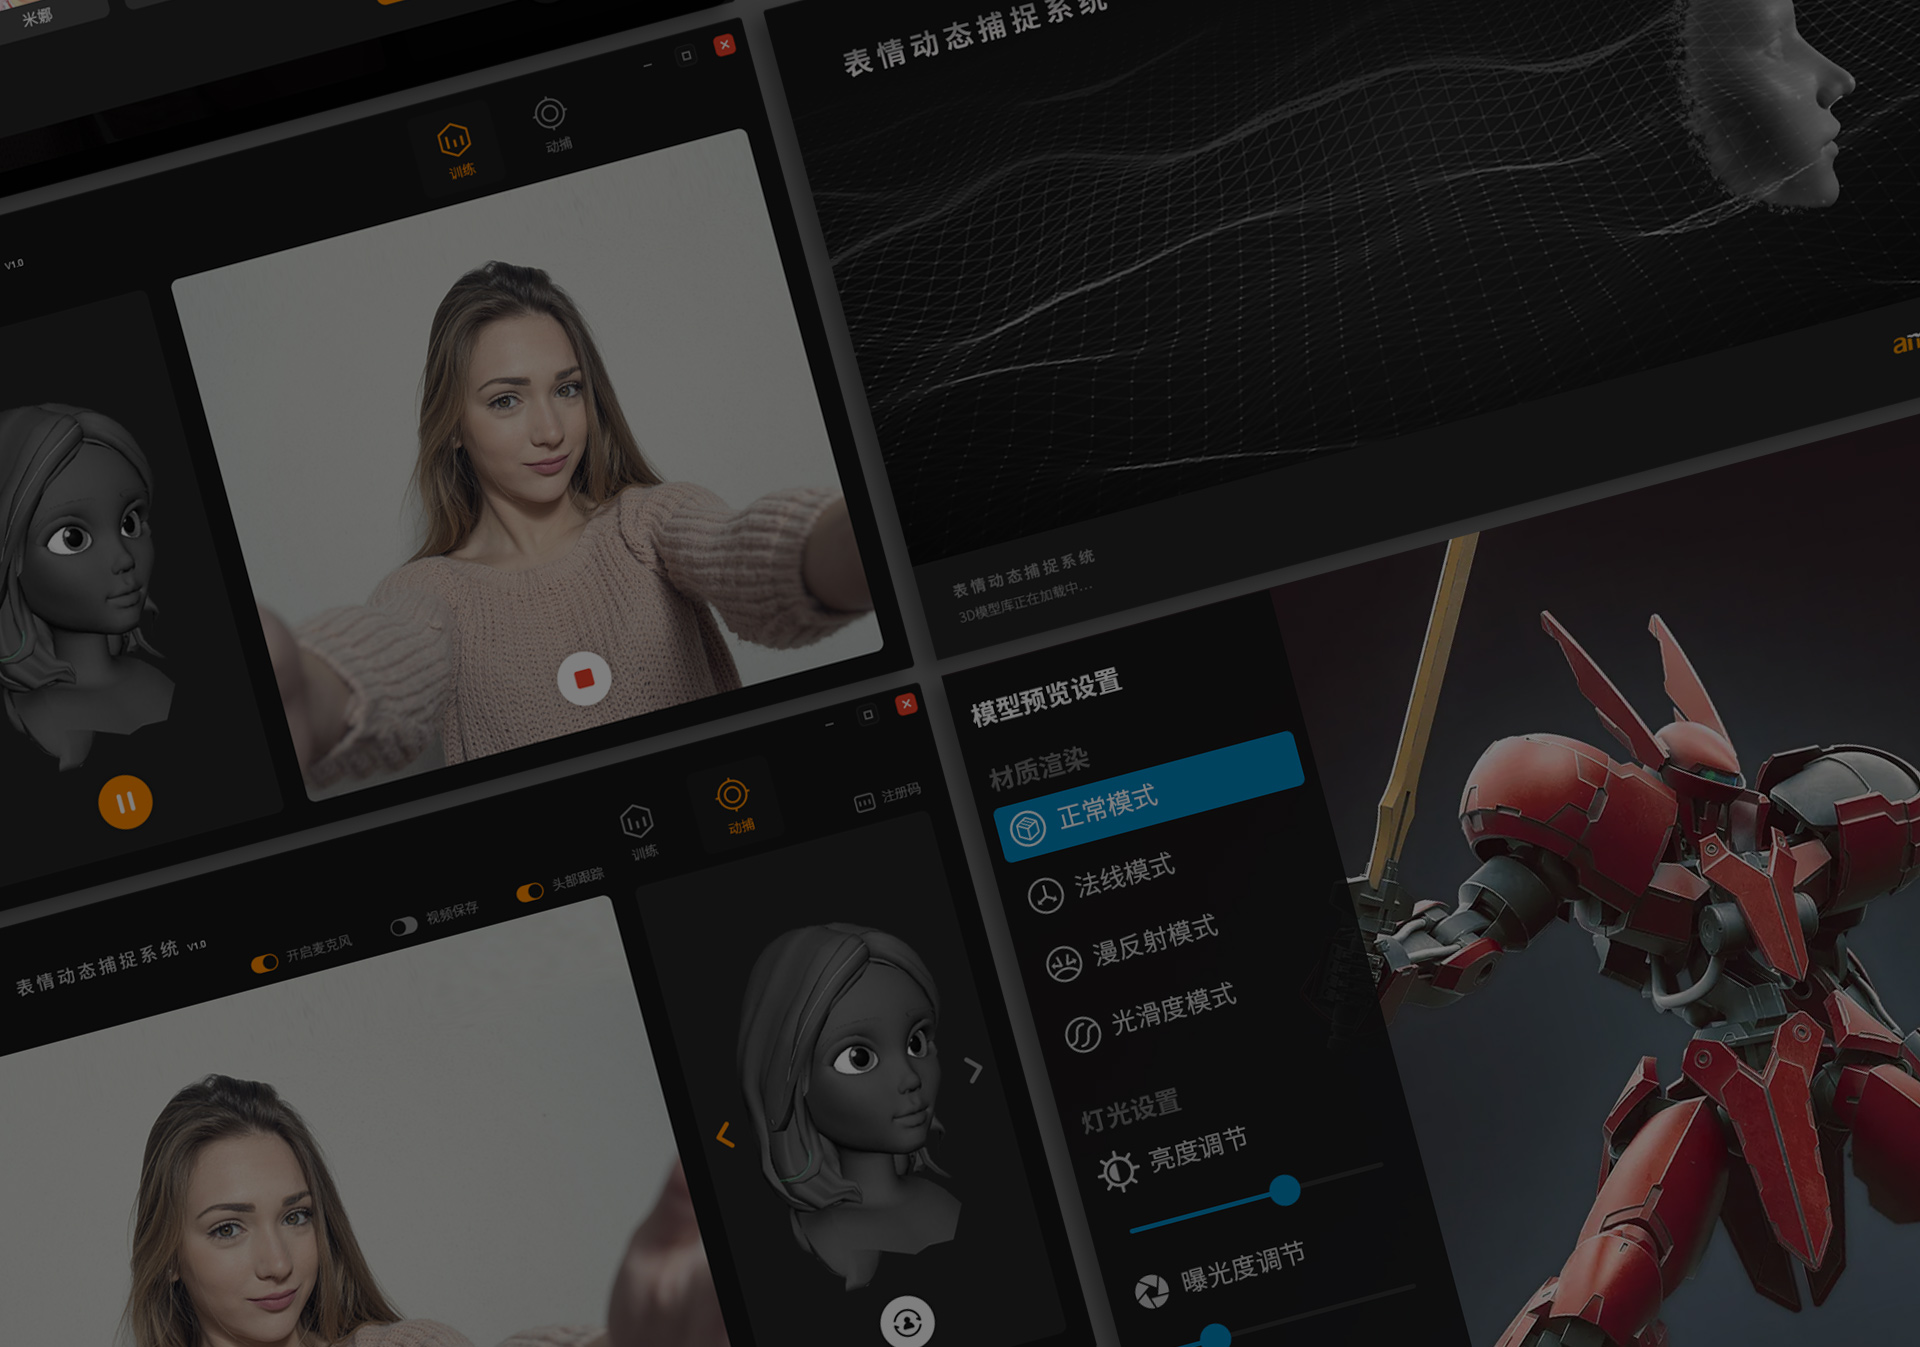 米娜
训练
动捕
V1.0
表情动态捕捉系统
表情动态捕捉系统
3D模型库正在加载中...
模型预览设置
材质渲染
正常模式
法线模式
漫反射模式
光滑度模式
灯光设置
亮度调节
曝光度调节
训练
动捕
注册码
表情动态捕捉系统 V1.0
开启麦克风
视频保存
头部跟踪